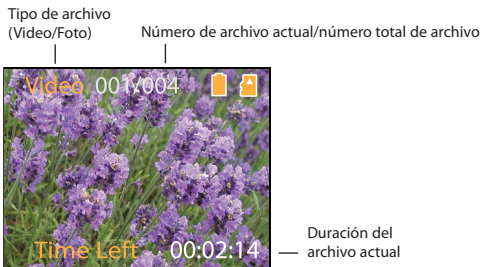 Tipo de archivo
(Video/Foto)
Número de archivo actual/número total de archivo
Video 001/004
Time Left 00:02:14
Duración del
archivo actual